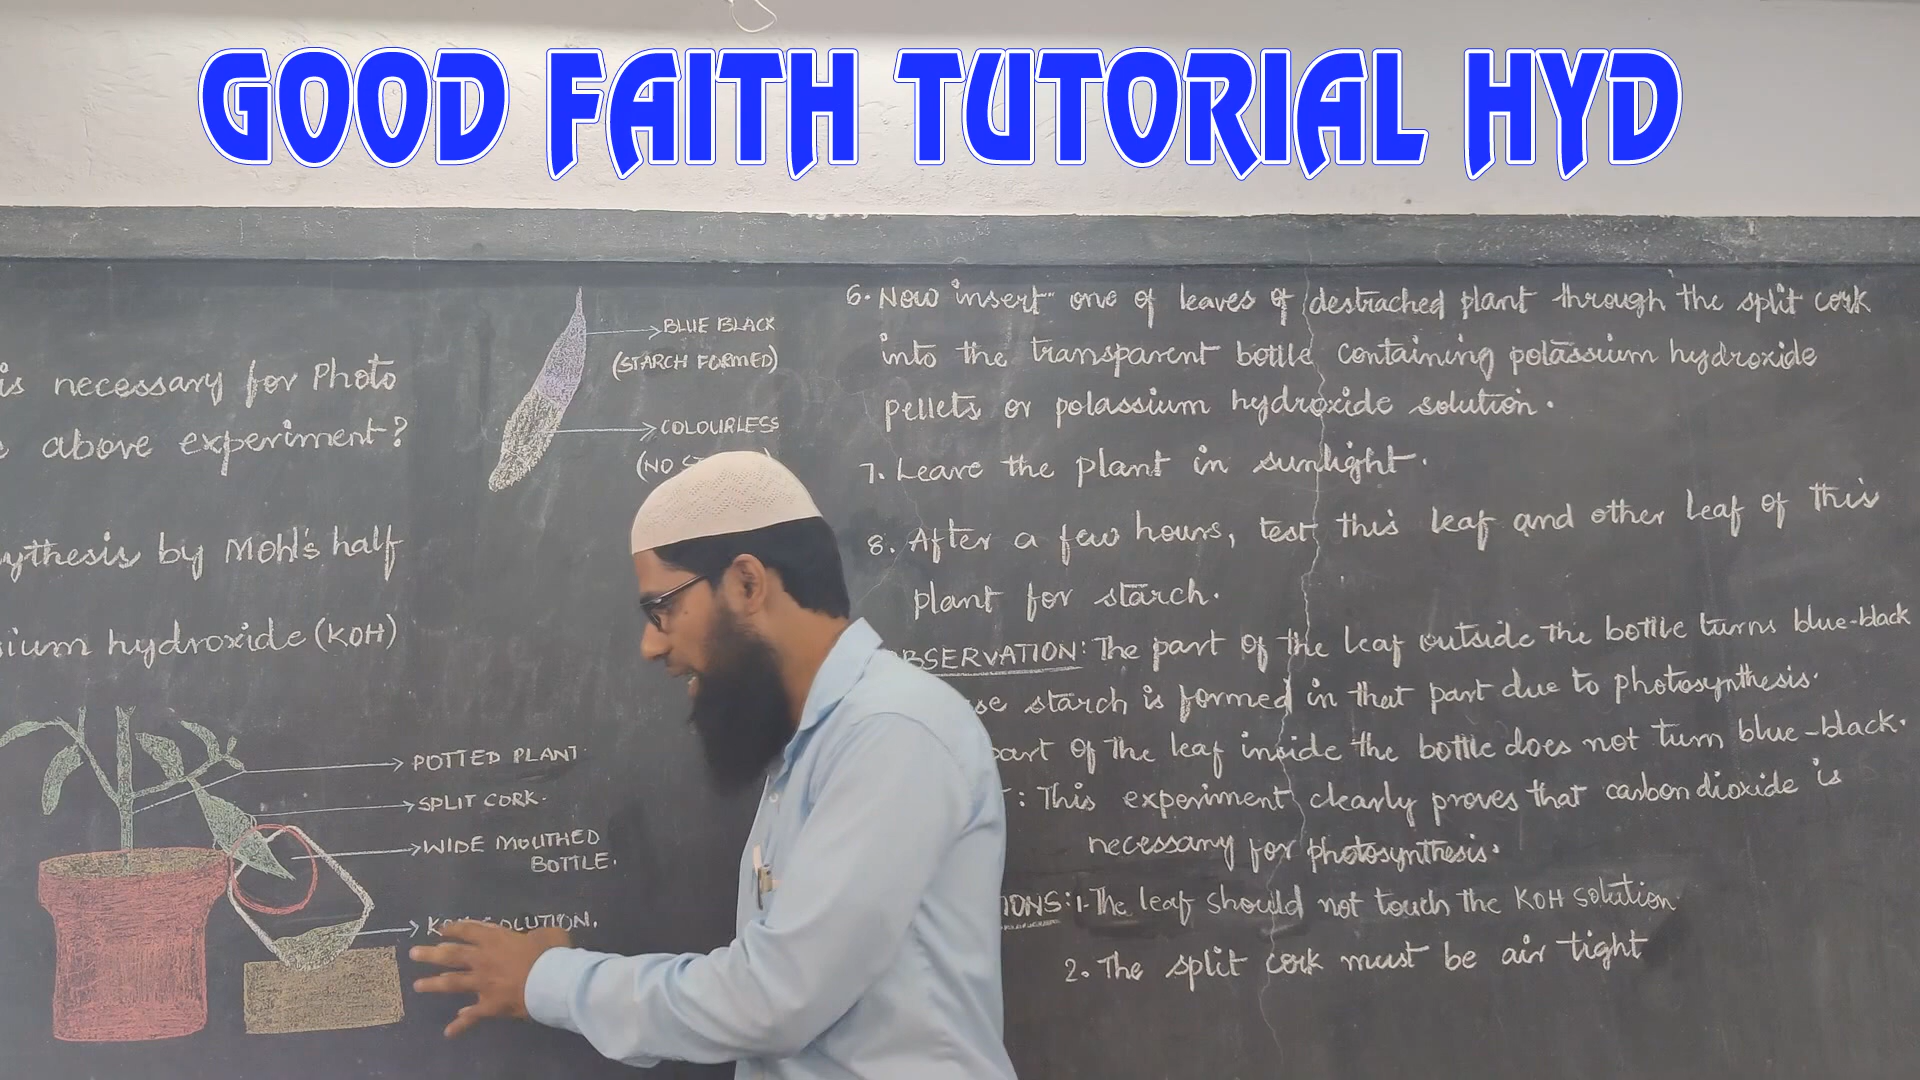 GOOD FAITH TUTORIAL HYD
is necessary for Photo
above experiment?
ythesis by Mohl's half
sium hydroxide (KOH)
BLUE BLACK
(STARCH FORMED)
COLOURLESS
(NO
POTTED PLANT
SPLIT CORK.
WIDE MOUTHED
BOTTLE.
SOLUTION.
6. Now insert one of leaves of destrached plant through the split cork
into the transparent bottle containing potassium hydroxide
pellets or polassium hydroxide solution.
7. Leave the plant in sunlight.
8. After a few hours, test this leaf and other leaf of this
plant for starch.
BSERVATION: The part of the leaf outside the bottle turns blue-black
se starch is formed in that part due to photosynthesis.
part of the leaf inside the bottle does not turn blue-black.
T: This experiment clearly proves that carbondioxide is
necessary for photosynthesis.
IONS: 1. The leaf should not touch the KOH solution.
2. The split cork must be air tight